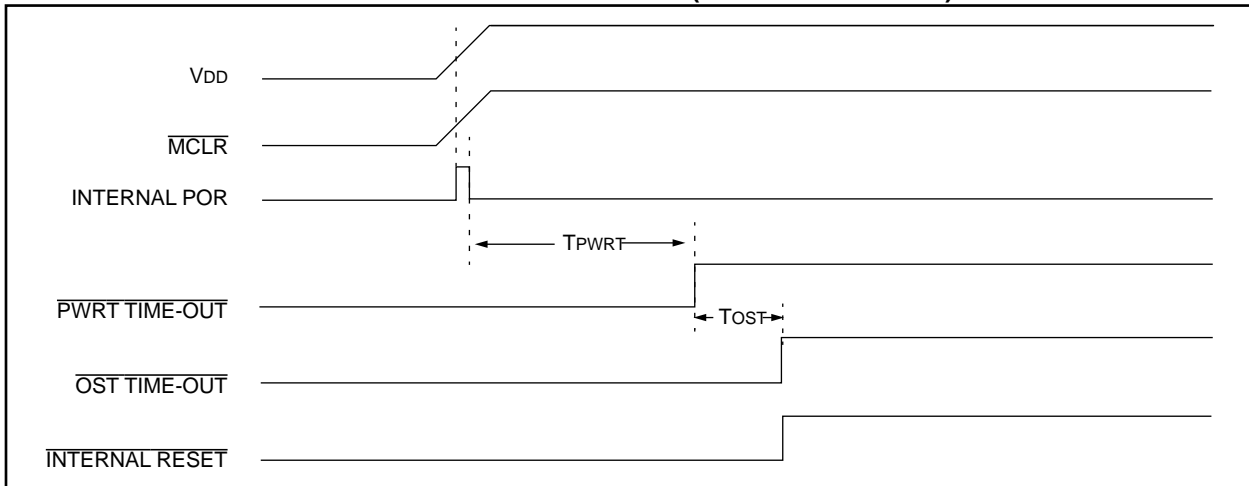 VDD
MCLR
INTERNAL POR
TPWRT
PWRT TIME-OUT
TOST
OST TIME-OUT
INTERNAL RESET